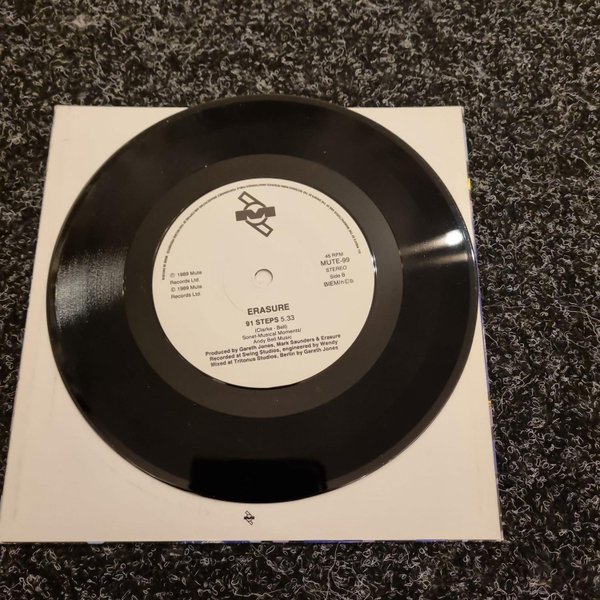 ℗ 1989 Mute
Records Ltd.
© 1989 Mute
Records Ltd.
45 RPM
MUTE-99
STEREO
Side B
BIEM/n©b
ERASURE
91 STEPS 5.33
(Clarke - Bell)
Sonet-Musical Moments/
Andy Bell Music
Produced by Gareth Jones, Mark Saunders & Erasure
Recorded at Swing Studios, engineered by Wendy
Mixed at Tritonus Studios, Berlin by Gareth Jones